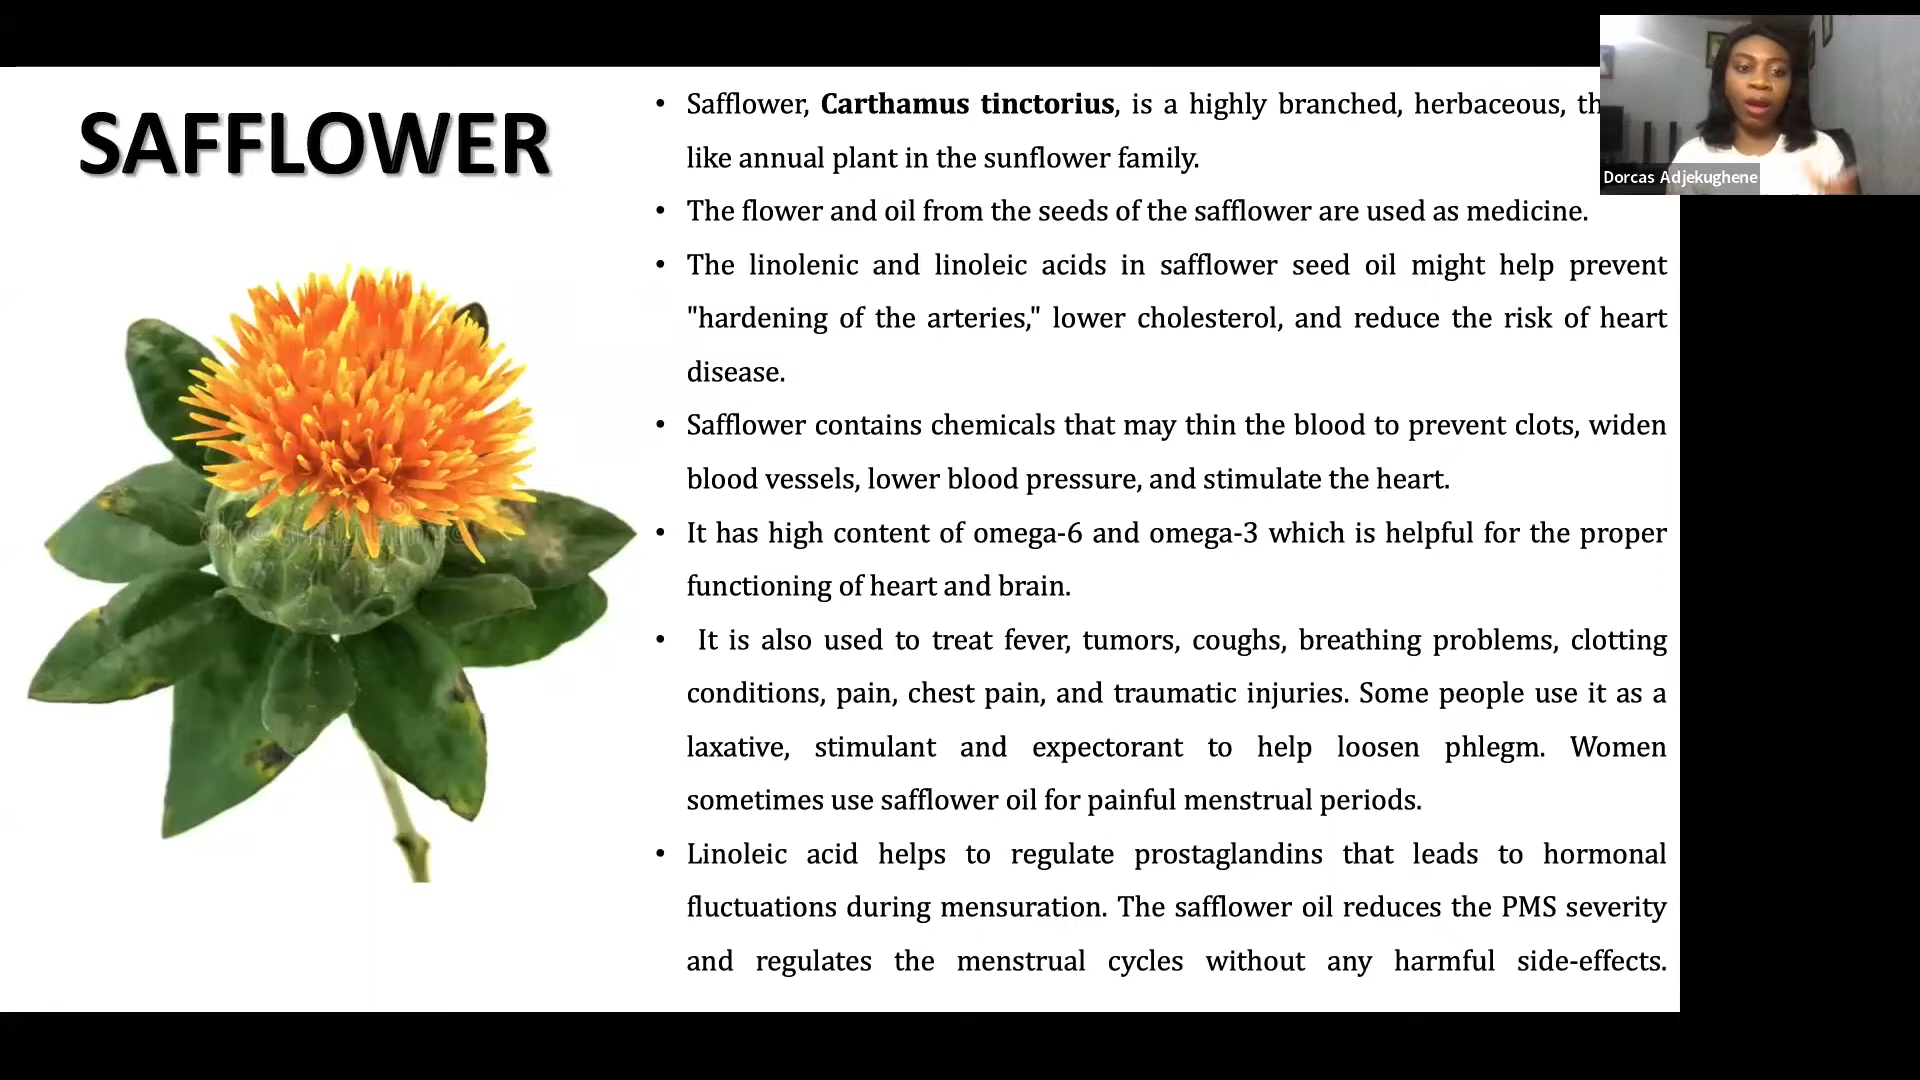 SAFFLOWER
• Safflower, Carthamus tinctorius, is a highly branched, herbaceous,
like annual plant in the sunflower family.
• The flower and oil from the seeds of the safflower are used as medicine.
• The linolenic and linoleic acids in safflower seed oil might help prevent
"hardening of the arteries," lower cholesterol, and reduce the risk of heart
disease.
• Safflower contains chemicals that may thin the blood to prevent clots, widen
blood vessels, lower blood pressure, and stimulate the heart.
• It has high content of omega-6 and omega-3 which is helpful for the proper
functioning of heart and brain.
• It is also used to treat fever, tumors, coughs, breathing problems, clotting
conditions, pain, chest pain, and traumatic injuries. Some people use it as a
laxative, stimulant and expectorant to help loosen phlegm. Women
sometimes use safflower oil for painful menstrual periods.
• Linoleic acid helps to regulate prostaglandins that leads to hormonal
fluctuations during mensuration. The safflower oil reduces the PMS severity
and regulates the menstrual cycles without any harmful side-effects.
Dorcas Adjekughene